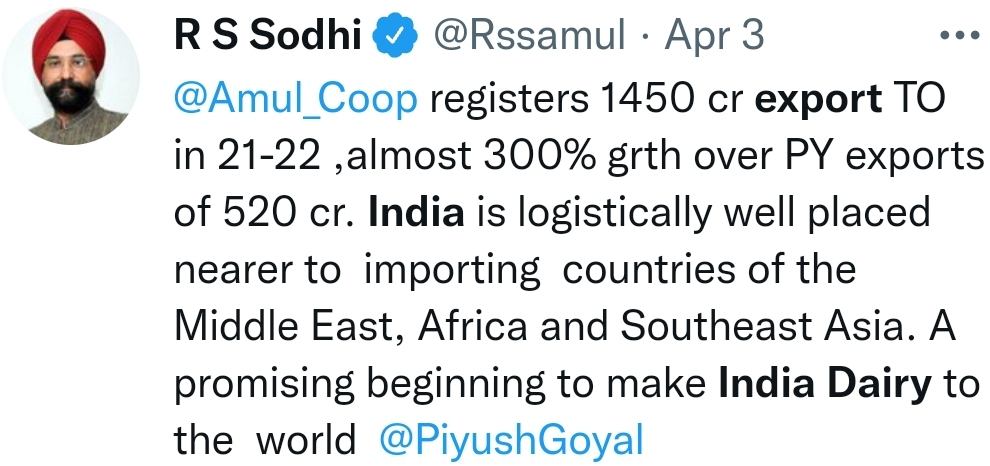 R S Sodhi @Rssamul · Apr 3 •••
@Amul_Coop registers 1450 cr export TO
in 21-22 ,almost 300% grth over PY exports
of 520 cr. India is logistically well placed
nearer to  importing  countries of the
Middle East, Africa and Southeast Asia. A
promising beginning to make India Dairy to
the  world  @PiyushGoyal